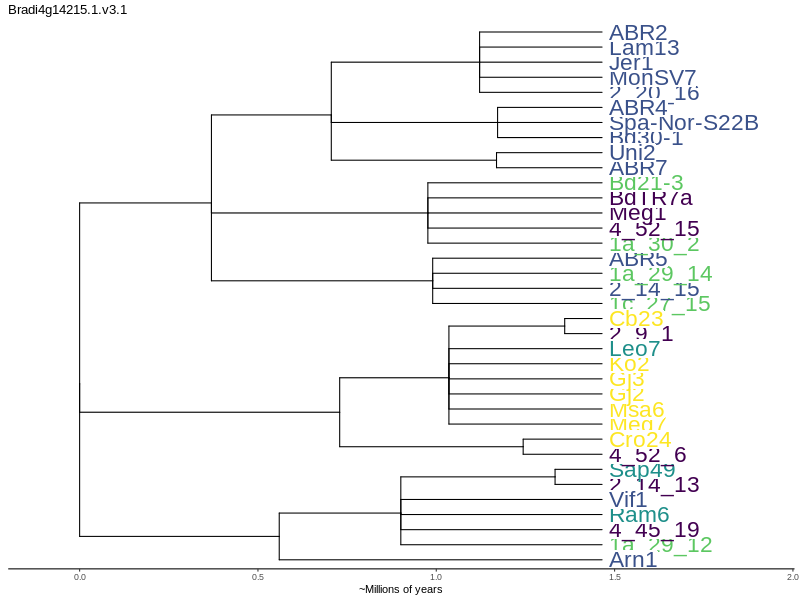 Bradi4g14215.1.v3.1
ABR2
Lam13
Jer1
MonSV7
2_20_16
ABR4
Spa-Nor-S22B
Bd30-1
Uni2
ABR7
Bd21-3
BdTR7a
Meg1
4_52_15
1a_30_2
ABR5
1a_29_14
2_14_15
1c_27_15
Cb23
2_9_1
Leo7
Ko2
Gj3
Gj2
Msa6
Meg7
Cro24
4_52_6
Sap49
2_14_13
Vif1
Ram6
4_45_19
1a_29_12
Arn1
0.0 0.5 1.0 1.5 2.0
~Millions of years